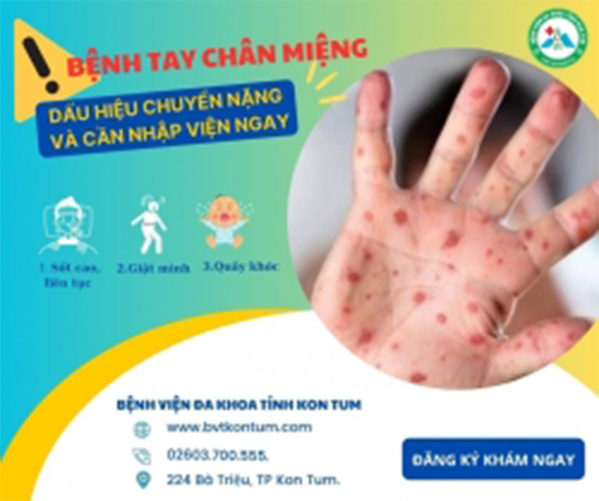 BỆNH TAY CHÂN MIỆNG
DẤU HIỆU CHUYỂN NẶNG
VÀ CẦN NHẬP VIỆN NGAY
1.Sốt cao,
liên tục
2.Giật mình
3.Quấy khóc
BỆNH VIỆN ĐA KHOA TỈNH KON TUM
www.bvtkontum.com
02603.700.555.
224 Bà Triệu, TP Kon Tum.
ĐĂNG KÝ KHÁM NGAY